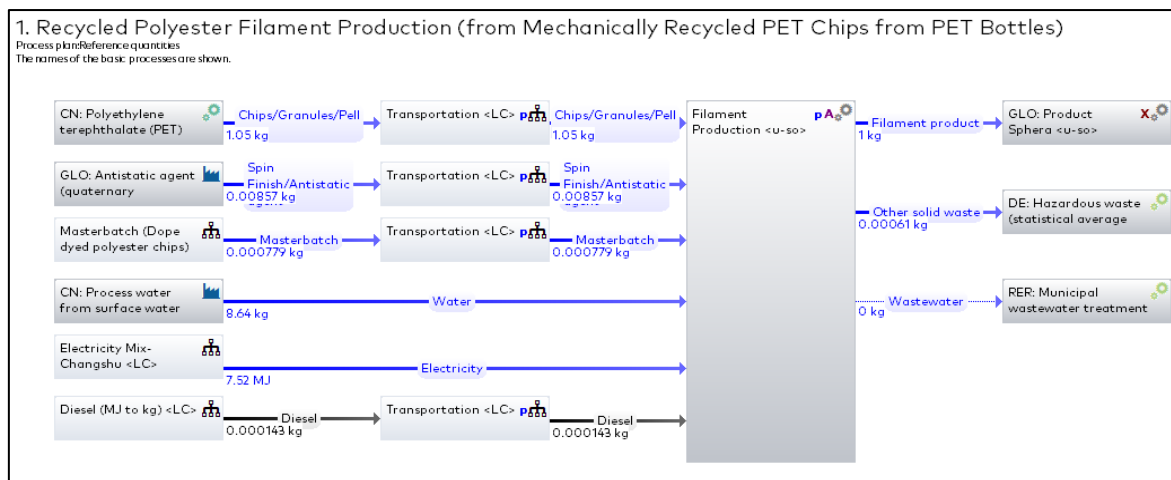 1. Recycled Polyester Filament Production (from Mechanically Recycled PET Chips from PET Bottles)
Process plan:Reference quantities
The names of the basic processes are shown.
CN: Polyethylene
terephthalate (PET)
Chips/Granules/Pell
1.05 kg
Transportation <LC> p
Chips/Granules/Pell
1.05 kg
Filament
Production <u-so>
pA
Filament product
1 kg
GLO: Product
Sphera <u-so>
X
GLO: Antistatic agent
(quaternary
Spin
Finish/Antistatic
agent
0.00857 kg
Transportation <LC> p
Spin
Finish/Antistatic
agent
0.00857 kg
Other solid waste
0.00061 kg
DE: Hazardous waste
(statistical average
Masterbatch (Dope
dyed polyester chips)
Masterbatch
0.000779 kg
Transportation <LC> p
Masterbatch
0.000779 kg
CN: Process water
from surface water
Water
8.64 kg
Wastewater
0 kg
RER: Municipal
wastewater treatment
Electricity Mix-
Changshu <LC>
Electricity
7.52 MJ
Diesel (MJ to kg) <LC>
Diesel
0.000143 kg
Transportation <LC> p
Diesel
0.000143 kg